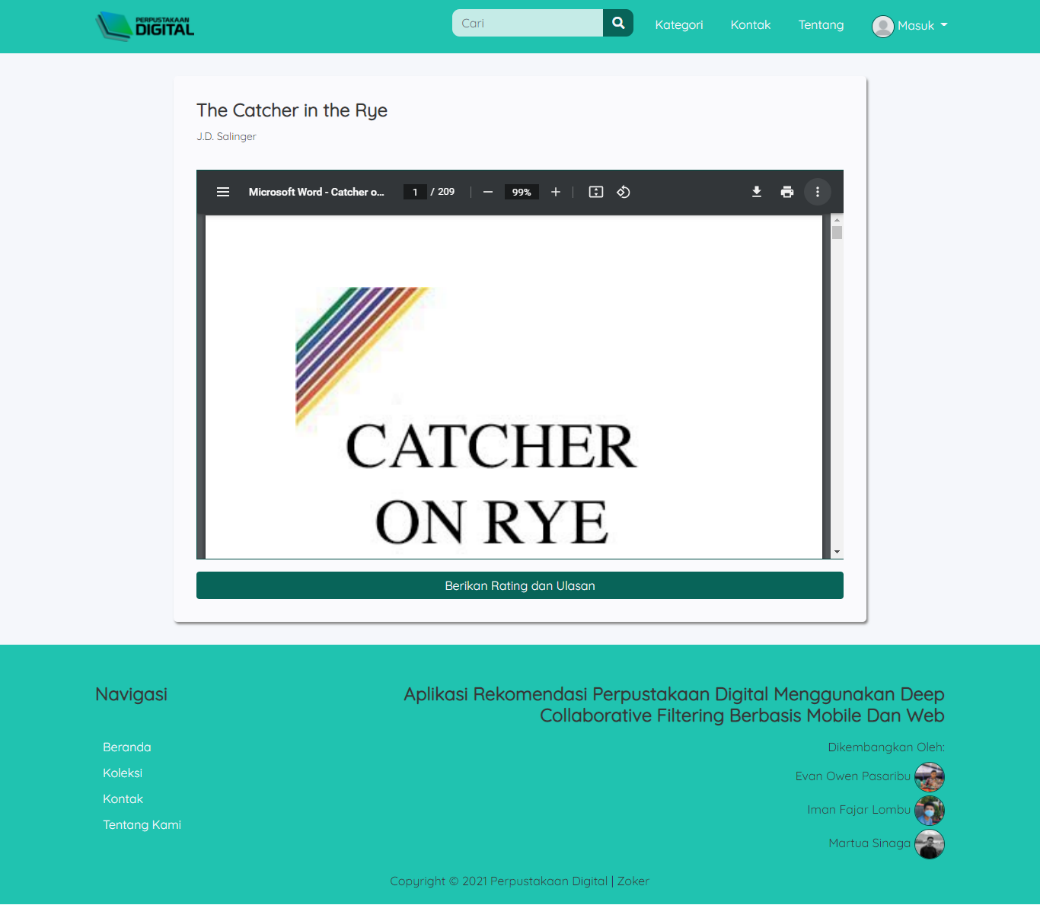 PERPUSTAKAAN
DIGITAL
Cari
Kategori
Kontak
Tentang
Masuk
The Catcher in the Rye
J.D. Salinger
Microsoft Word - Catcher o...
1 / 209
99%
CATCHER
ON RYE
Berikan Rating dan Ulasan
Navigasi
Beranda
Koleksi
Kontak
Tentang Kami
Aplikasi Rekomendasi Perpustakaan Digital Menggunakan Deep
Collaborative Filtering Berbasis Mobile Dan Web
Dikembangkan Oleh:
Evan Owen Pasaribu
Iman Fajar Lombu
Martua Sinaga
Copyright © 2021 Perpustakaan Digital | Zoker